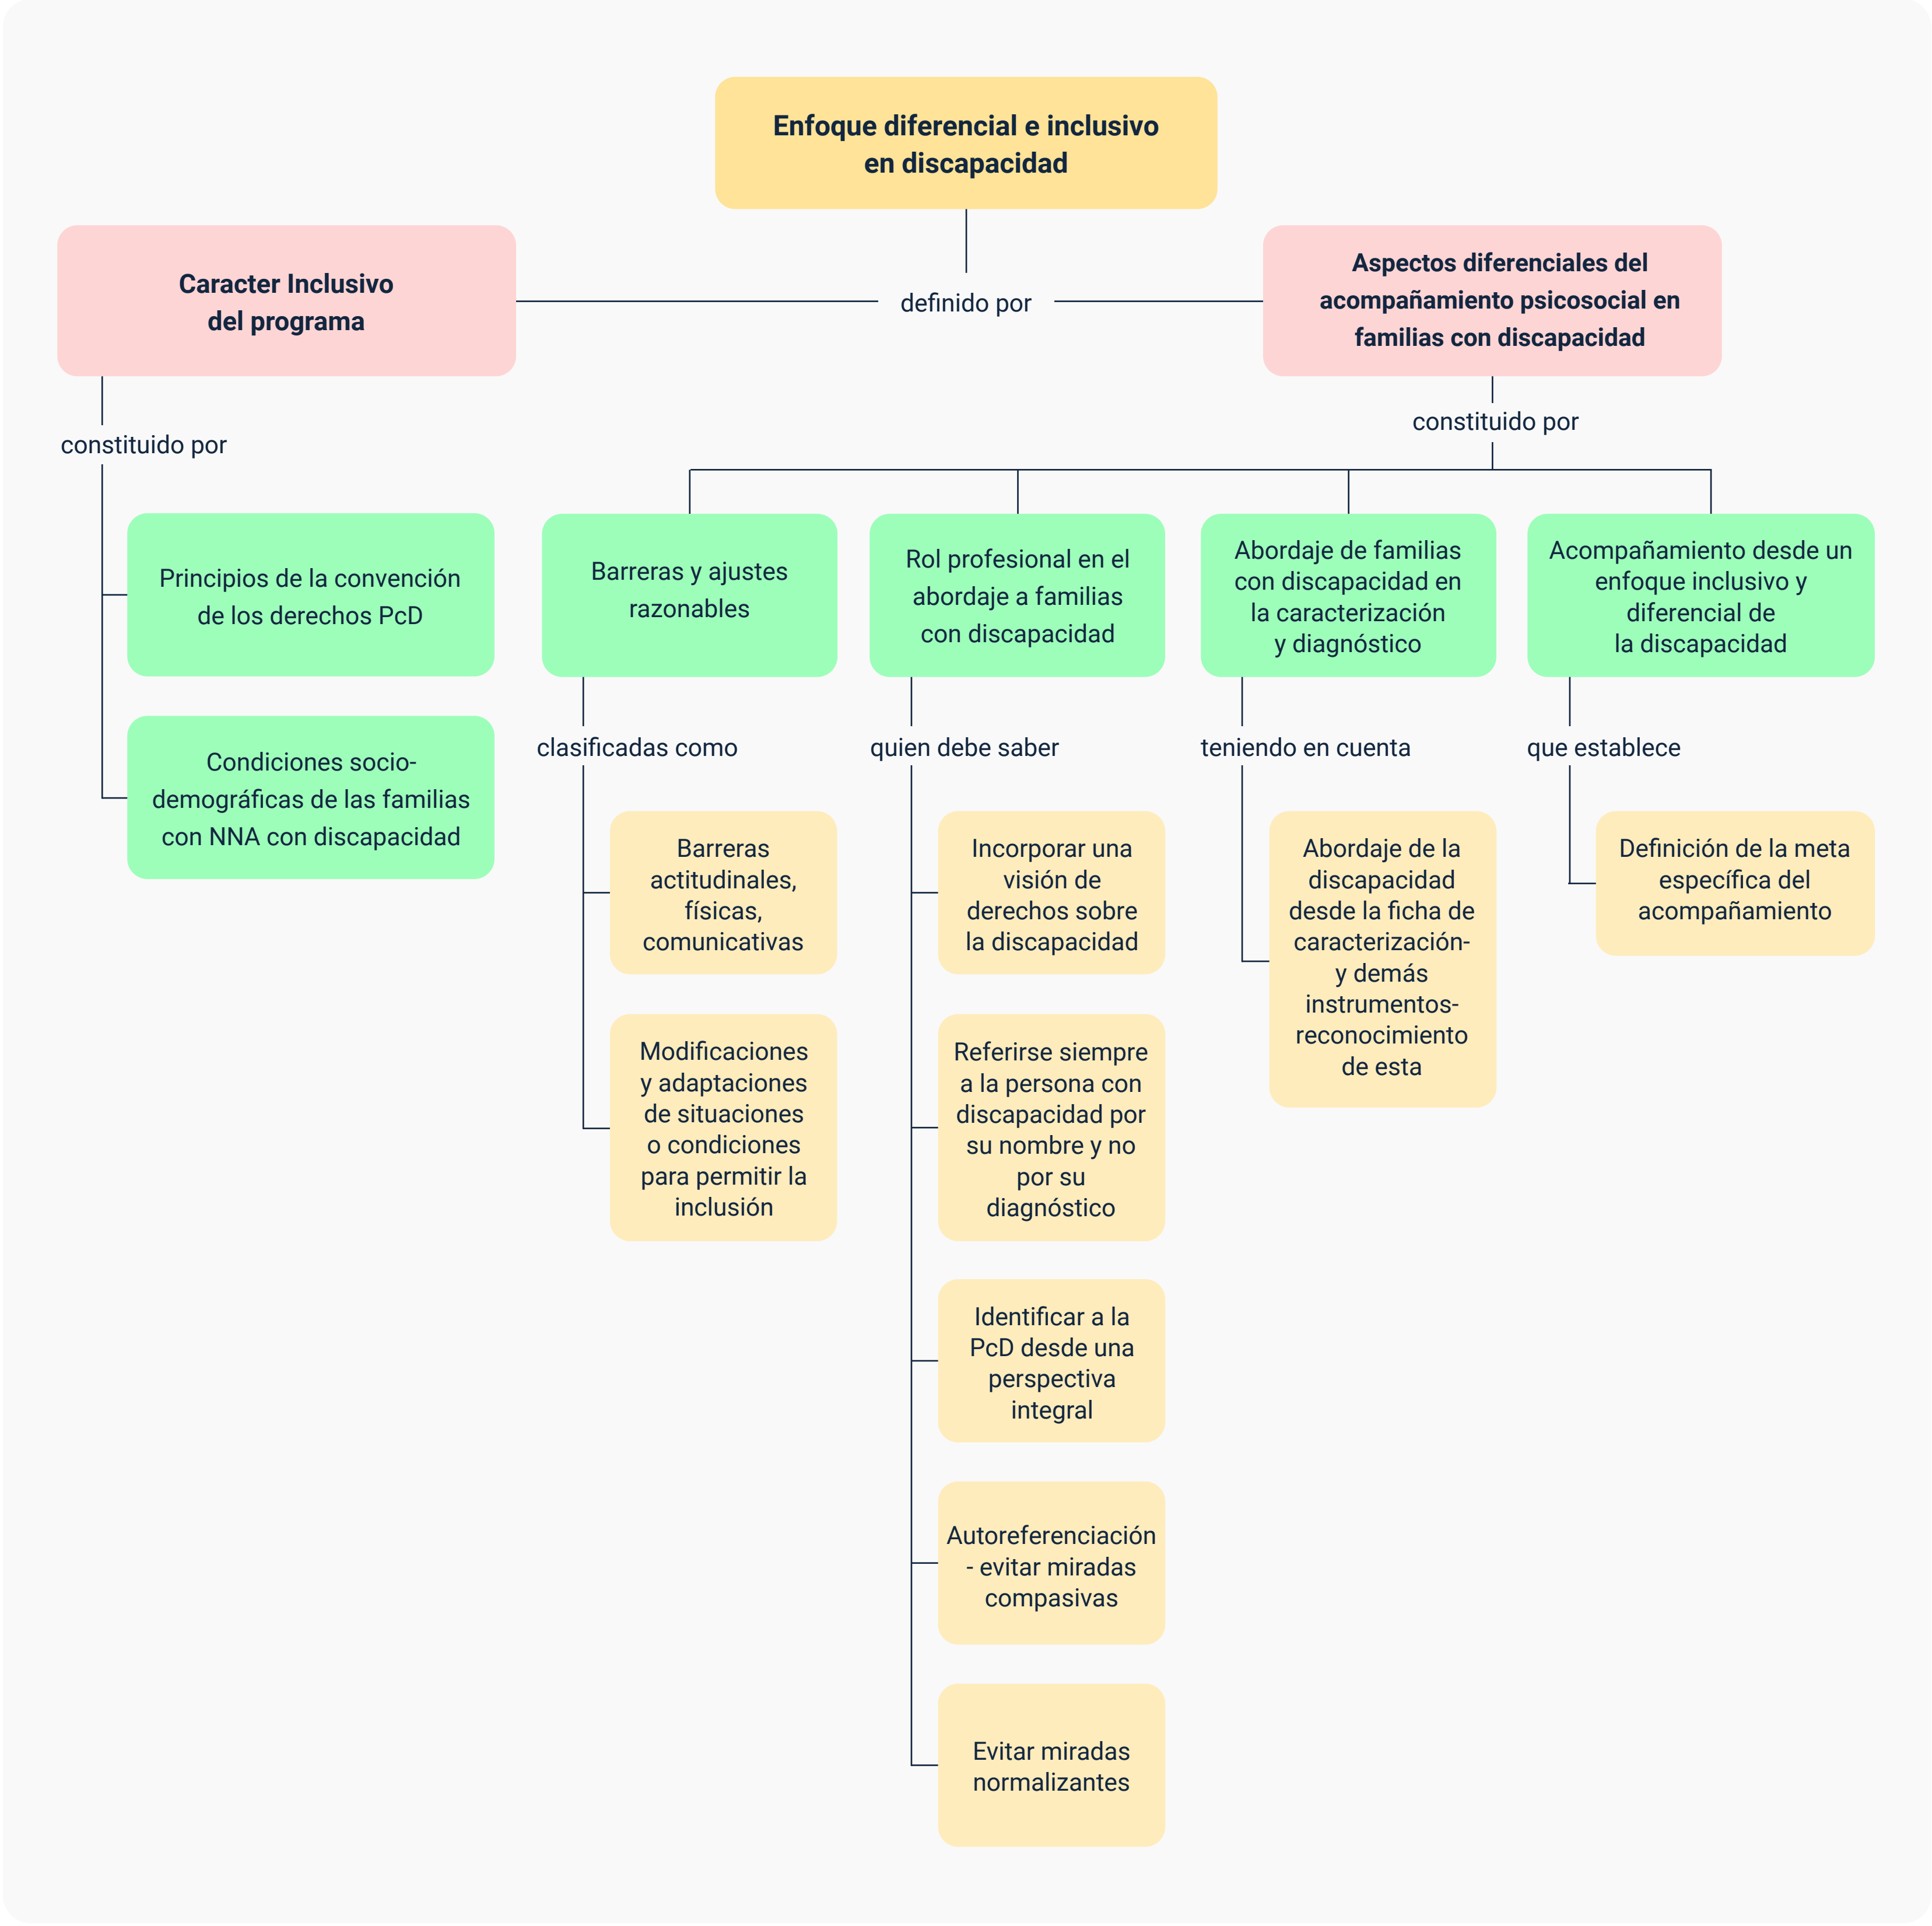 Enfoque diferencial e inclusivo
en discapacidad
Caracter Inclusivo
del programa
definido por
Aspectos diferenciales del
acompañamiento psicosocial en
familias con discapacidad
constituido por
constituido por
Principios de la convención
de los derechos PcD
Condiciones socio-
demográficas de las familias
con NNA con discapacidad
Barreras y ajustes
razonables
Rol profesional en el
abordaje a familias
con discapacidad
Abordaje de familias
con discapacidad en
la caracterización
y diagnóstico
Acompañamiento desde un
enfoque inclusivo y
diferencial de
la discapacidad
clasificadas como
quien debe saber
teniendo en cuenta
que establece
Barreras
actitudinales,
físicas,
comunicativas
Modificaciones
y adaptaciones
de situaciones
o condiciones
para permitir la
inclusión
Incorporar una
visión de
derechos sobre
la discapacidad
Referirse siempre
a la persona con
discapacidad por
su nombre y no
por su
diagnóstico
Identificar a la
PcD desde una
perspectiva
integral
Autoreferenciación
- evitar miradas
compasivas
Evitar miradas
normalizantes
Abordaje de la
discapacidad
desde la ficha de
caracterización-
y demás
instrumentos-
reconocimiento
de esta
Definición de la meta
específica del
acompañamiento